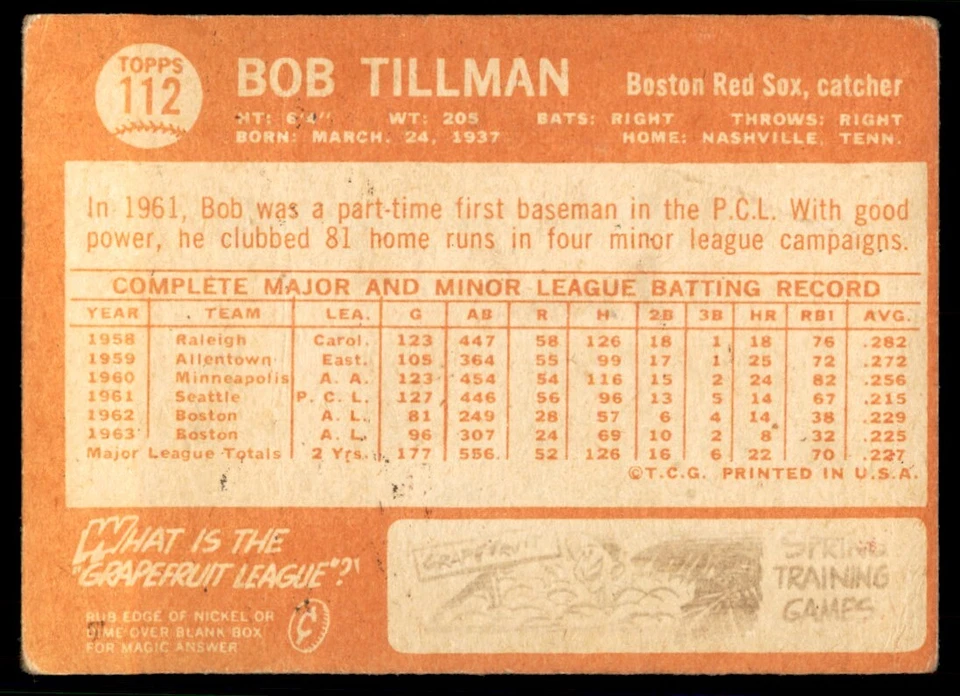 TOPPS
112
BOB TILLMAN
Boston Red Sox, catcher
HT: 6'4" WT: 205 BATS: RIGHT THROWS: RIGHT
BORN: MARCH. 24, 1937 HOME: NASHVILLE, TENN.
In 1961, Bob was a part-time first baseman in the P.C.L. With good
power, he clubbed 81 home runs in four minor league campaigns.
COMPLETE MAJOR AND MINOR LEAGUE BATTING RECORD
YEAR TEAM LEA. G AB R H 2B 3B HR RBI AVG.
1958 Raleigh Carol. 123 447 58 126 18 1 18 76 .282
1959 Allentown East. 105 364 55 99 17 1 25 72 .272
1960 Minneapolis A. A. 123 454 54 116 15 2 24 82 .256
1961 Seattle P. C. L. 127 446 56 96 13 5 14 67 .215
1962 Boston A. L. 81 249 28 57 6 4 14 38 .229
1963 Boston A. L. 96 307 24 69 10 2 8 32 .225
Major League Totals 2 Yrs. 177 556 52 126 16 6 22 70 .227
©T.C.G. PRINTED IN U.S.A.
WHAT IS THE
"GRAPEFRUIT LEAGUE"?
RUB EDGE OF NICKEL OR
DIME OVER BLANK BOX
FOR MAGIC ANSWER
GRAPEFRUIT
SPRING
TRAINING
GAMES